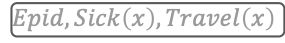 Epid, Sick(x), Travel(x)